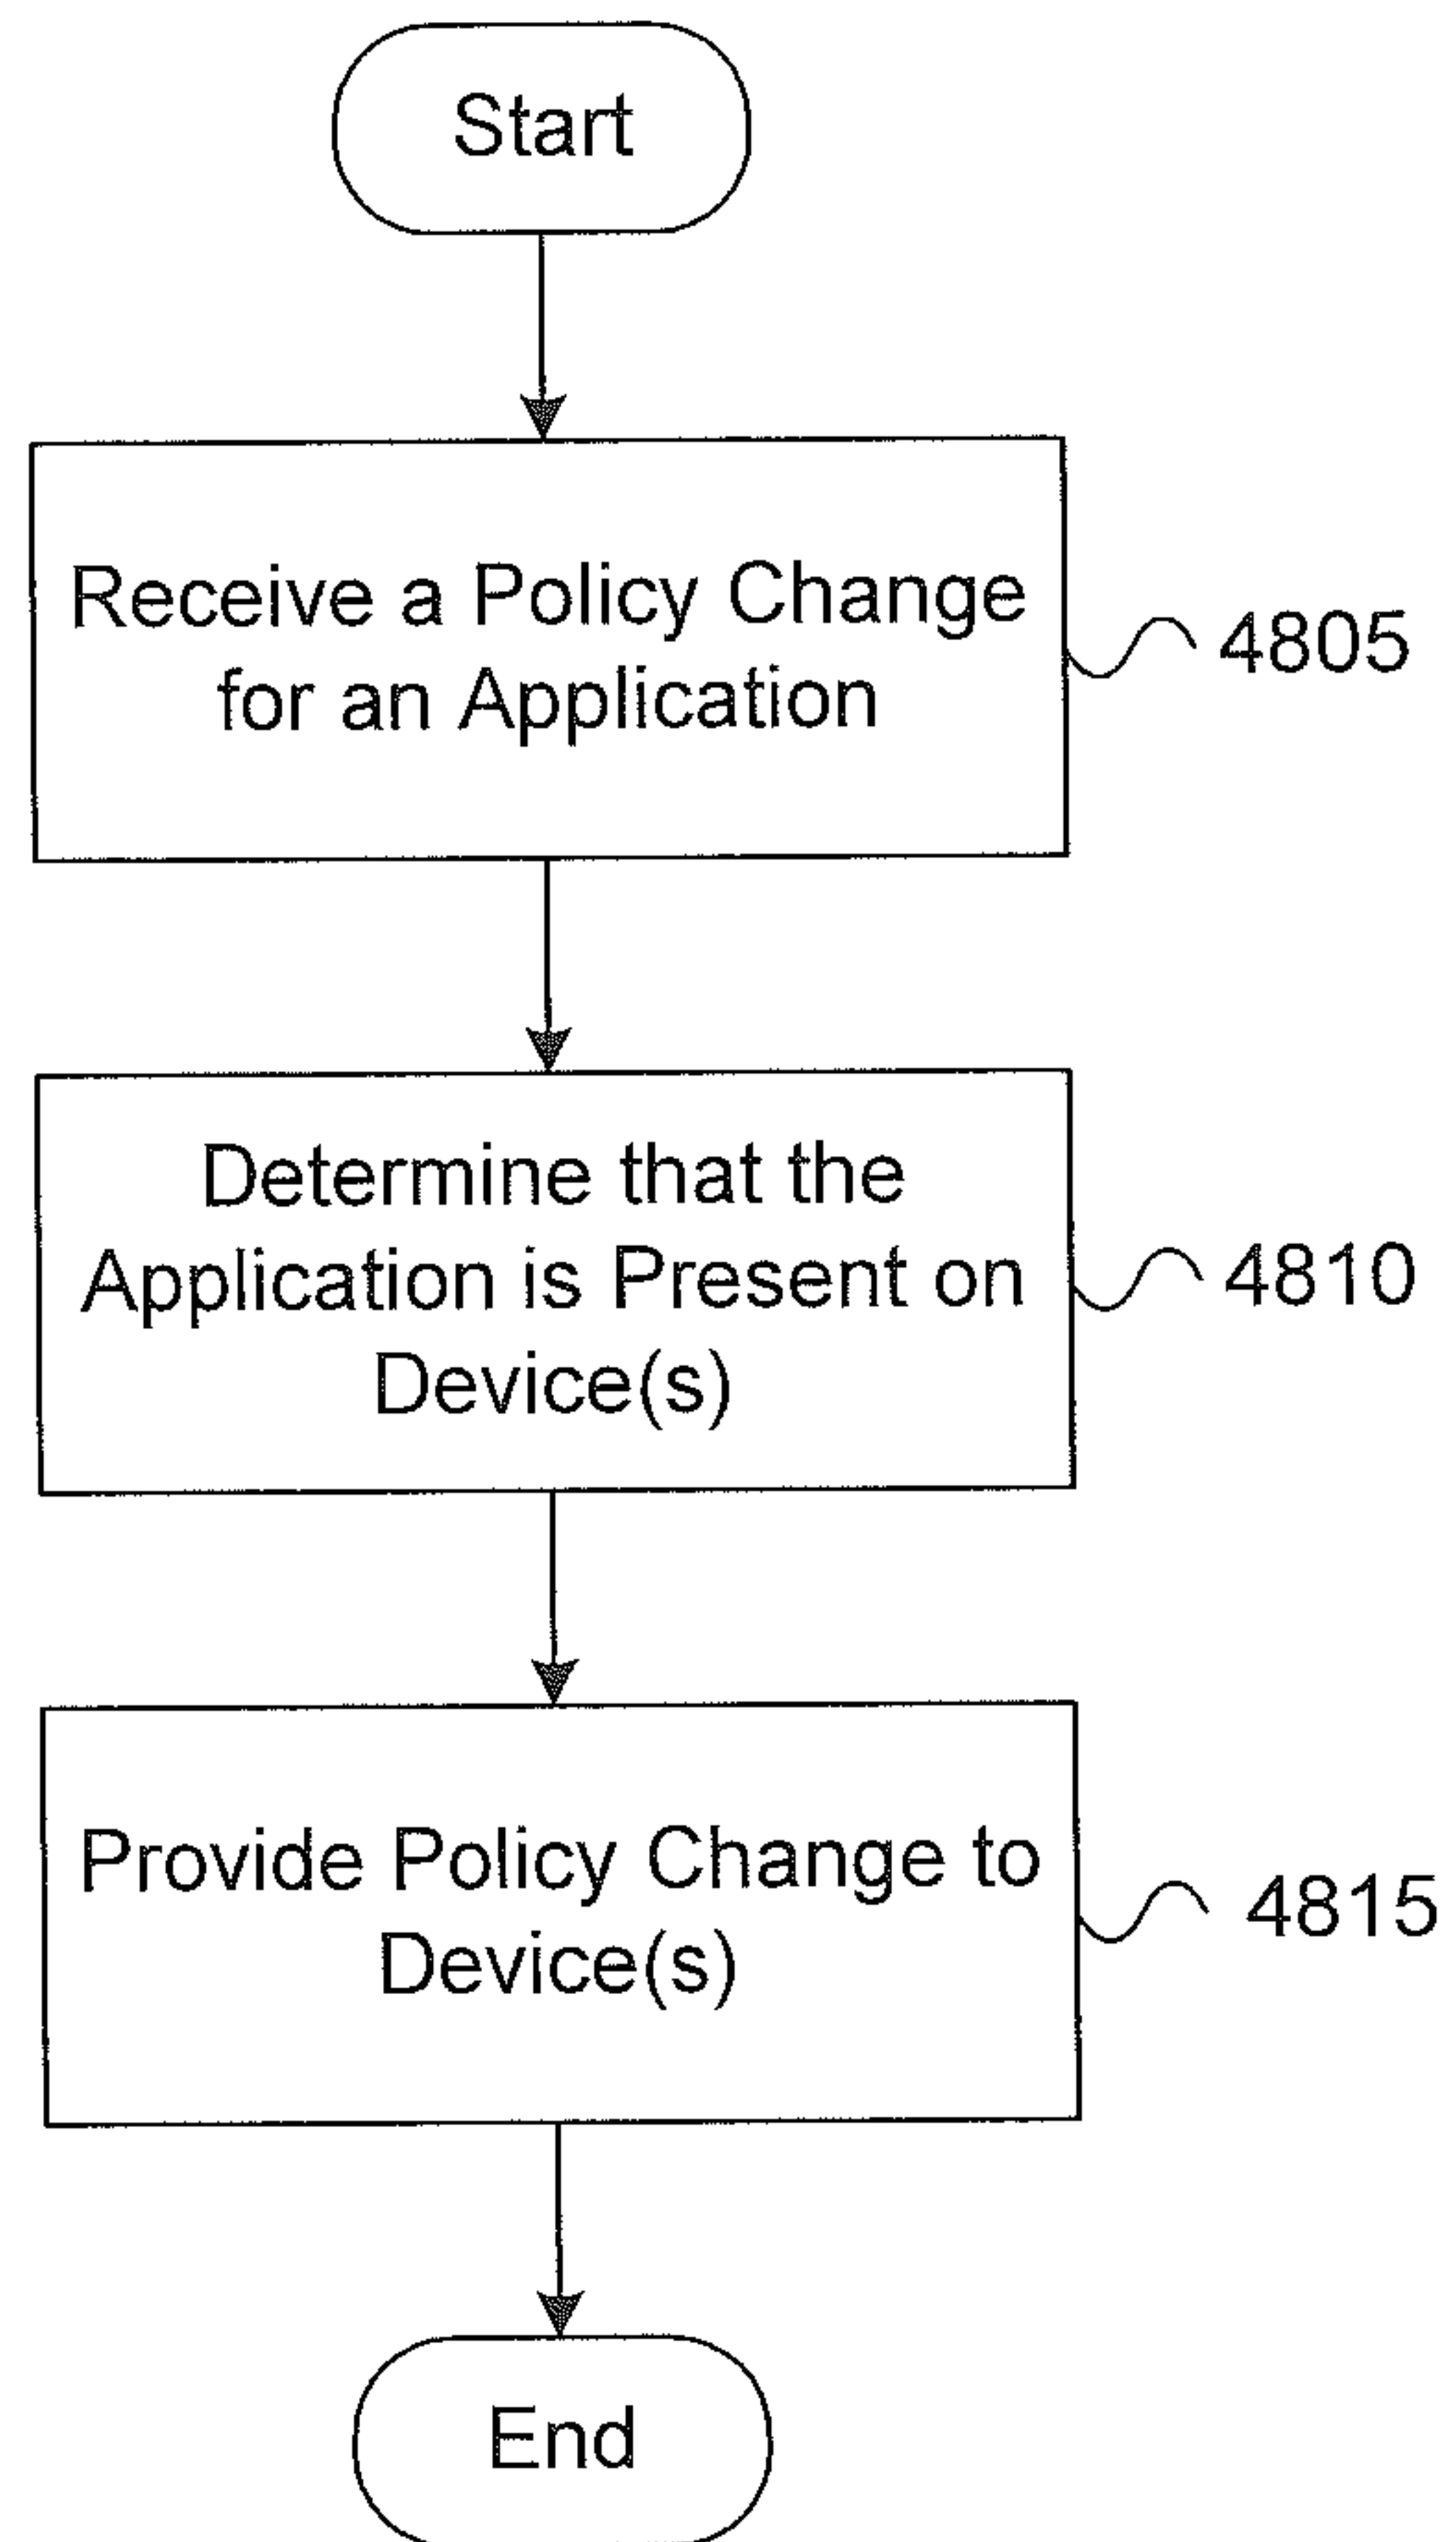 Start
Receive a Policy Change
for an Application
4805
Determine that the
Application is Present on
Device(s)
4810
Provide Policy Change to
Device(s)
4815
End